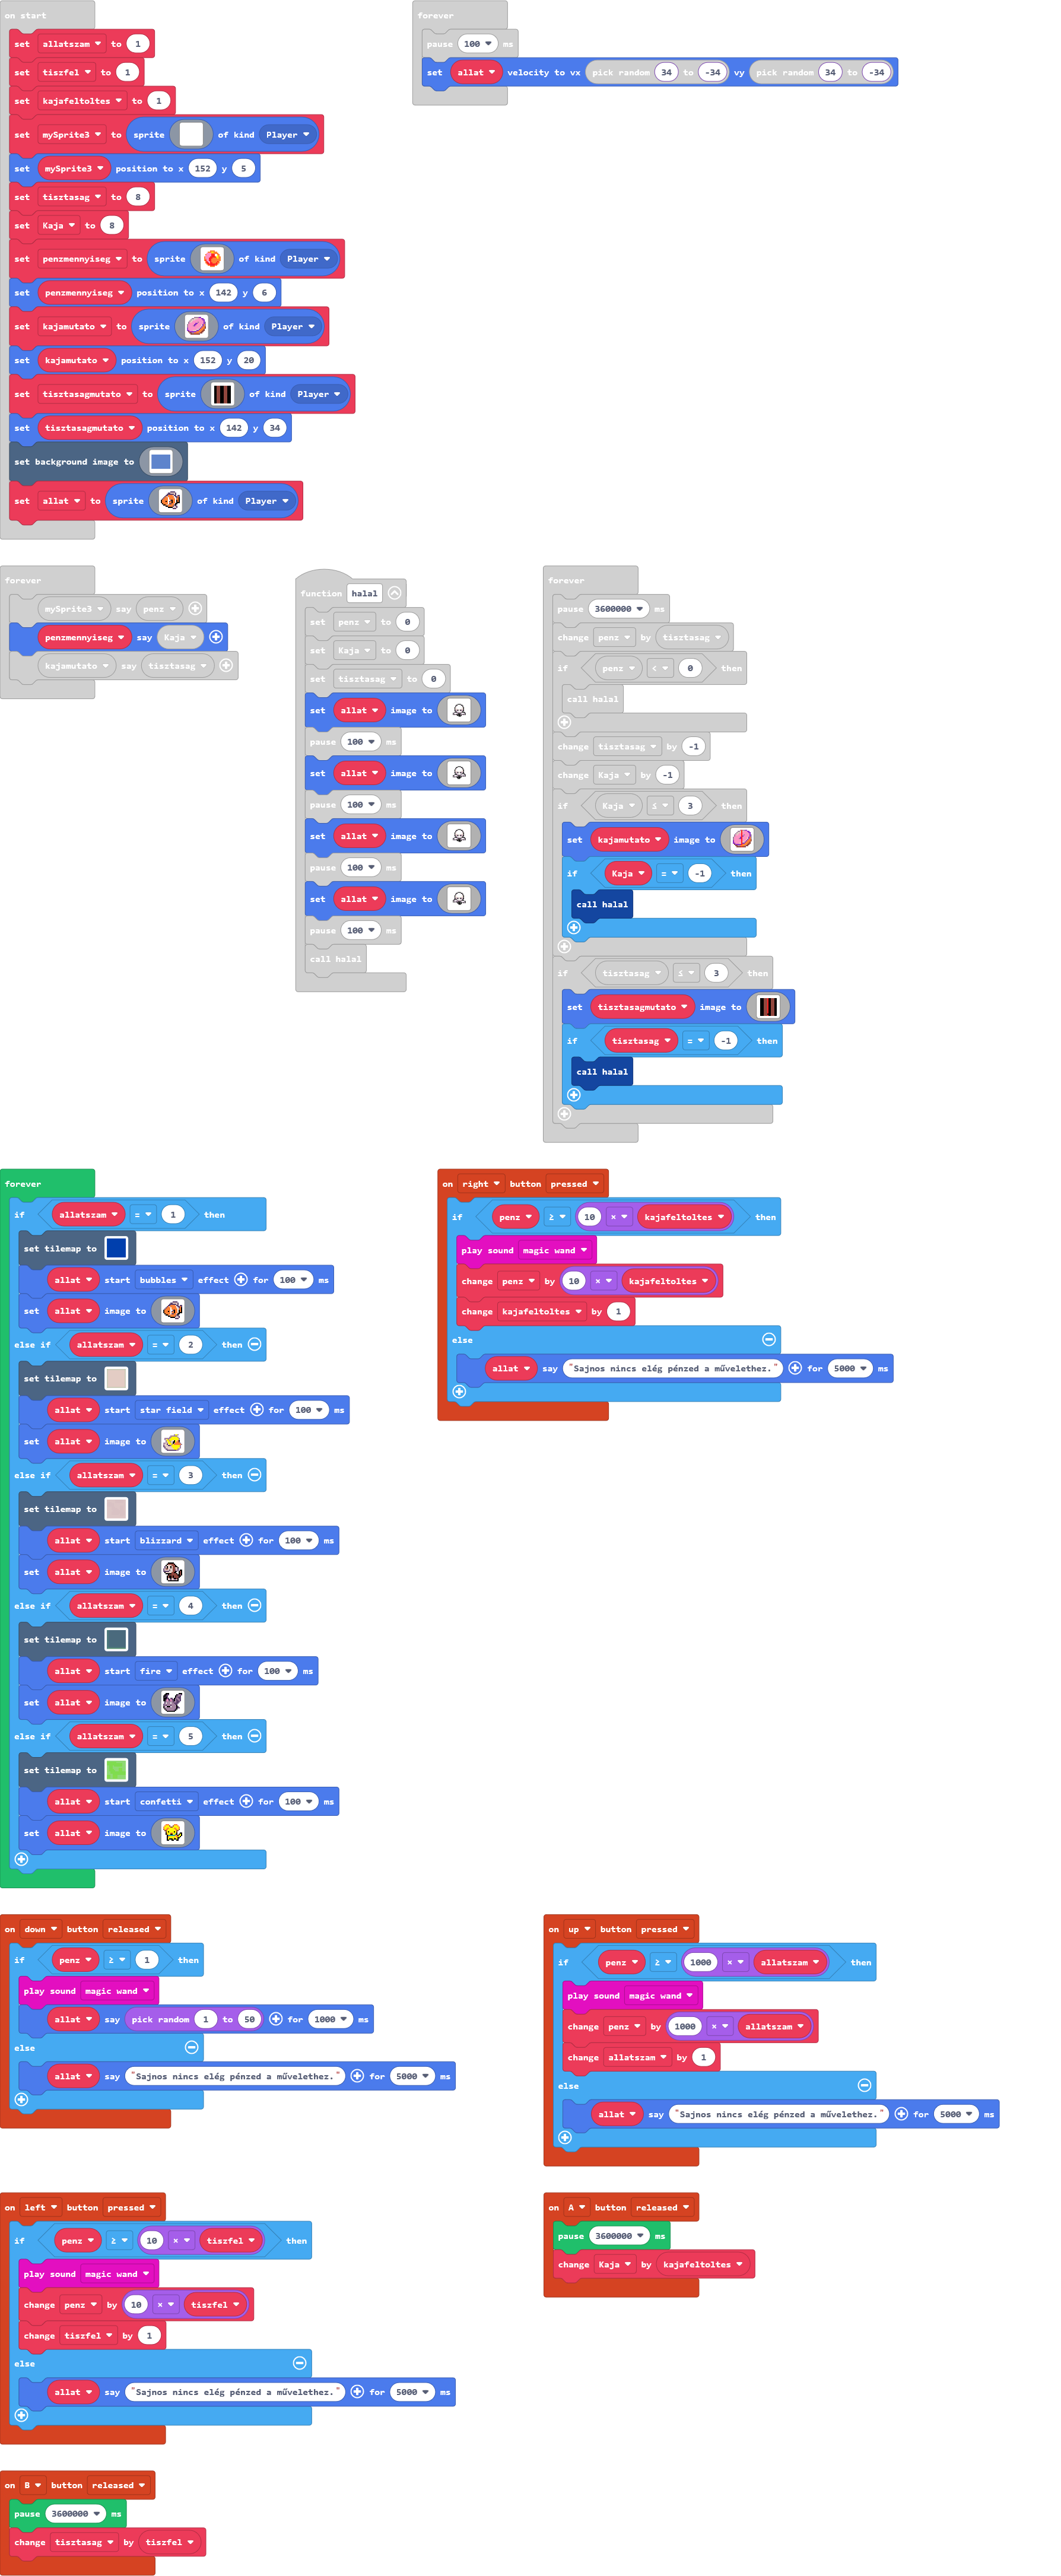 on start
set allatszam to 1
set tiszfel to 1
set kajafeltoltes to 1
set mySprite3 to sprite of kind Player
set mySprite3 position to x 152 y 5
set tisztasag to 8
set Kaja to 8
set penzmennyiseg to sprite of kind Player
set penzmennyiseg position to x 142 y 6
set kajamutato to sprite of kind Player
set kajamutato position to x 152 y 20
set tisztasagmutato to sprite of kind Player
set tisztasagmutato position to x 142 y 34
set background image to
set allat to sprite of kind Player
forever
pause 100 ms
set allat velocity to vx pick random 34 to -34 vy pick random 34 to -34
forever
mySprite3 say penz
penzmennyiseg say Kaja
kajamutato say tisztasag
function halal
set penz to 0
set Kaja to 0
set tisztasag to 0
set allat image to
pause 100 ms
set allat image to
pause 100 ms
set allat image to
pause 100 ms
set allat image to
pause 100 ms
call halal
forever
pause 3600000 ms
change penz by tisztasag
if penz < 0 then
call halal
change tisztasag by -1
change Kaja by -1
if Kaja ≤ 3 then
set kajamutato image to
if Kaja = -1 then
call halal
if tisztasag ≤ 3 then
set tisztasagmutato image to
if tisztasag = -1 then
call halal
forever
if allatszam = 1 then
set tilemap to
allat start bubbles effect for 100 ms
set allat image to
else if allatszam = 2 then
set tilemap to
allat start star field effect for 100 ms
set allat image to
else if allatszam = 3 then
set tilemap to
allat start blizzard effect for 100 ms
set allat image to
else if allatszam = 4 then
set tilemap to
allat start fire effect for 100 ms
set allat image to
else if allatszam = 5 then
set tilemap to
allat start confetti effect for 100 ms
set allat image to
on right button pressed
if penz ≥ 10 × kajafeltoltes then
play sound magic wand
change penz by 10 × kajafeltoltes
change kajafeltoltes by 1
else
allat say "Sajnos nincs elég pénzed a művelethez." for 5000 ms
on down button released
if penz ≥ 1 then
play sound magic wand
allat say pick random 1 to 50 for 1000 ms
else
allat say "Sajnos nincs elég pénzed a művelethez." for 5000 ms
on up button pressed
if penz ≥ 1000 × allatszam then
play sound magic wand
change penz by 1000 × allatszam
change allatszam by 1
else
allat say "Sajnos nincs elég pénzed a művelethez." for 5000 ms
on left button pressed
if penz ≥ 10 × tiszfel then
play sound magic wand
change penz by 10 × tiszfel
change tiszfel by 1
else
allat say "Sajnos nincs elég pénzed a művelethez." for 5000 ms
on A button released
pause 3600000 ms
change Kaja by kajafeltoltes
on B button released
pause 3600000 ms
change tisztasag by tiszfel